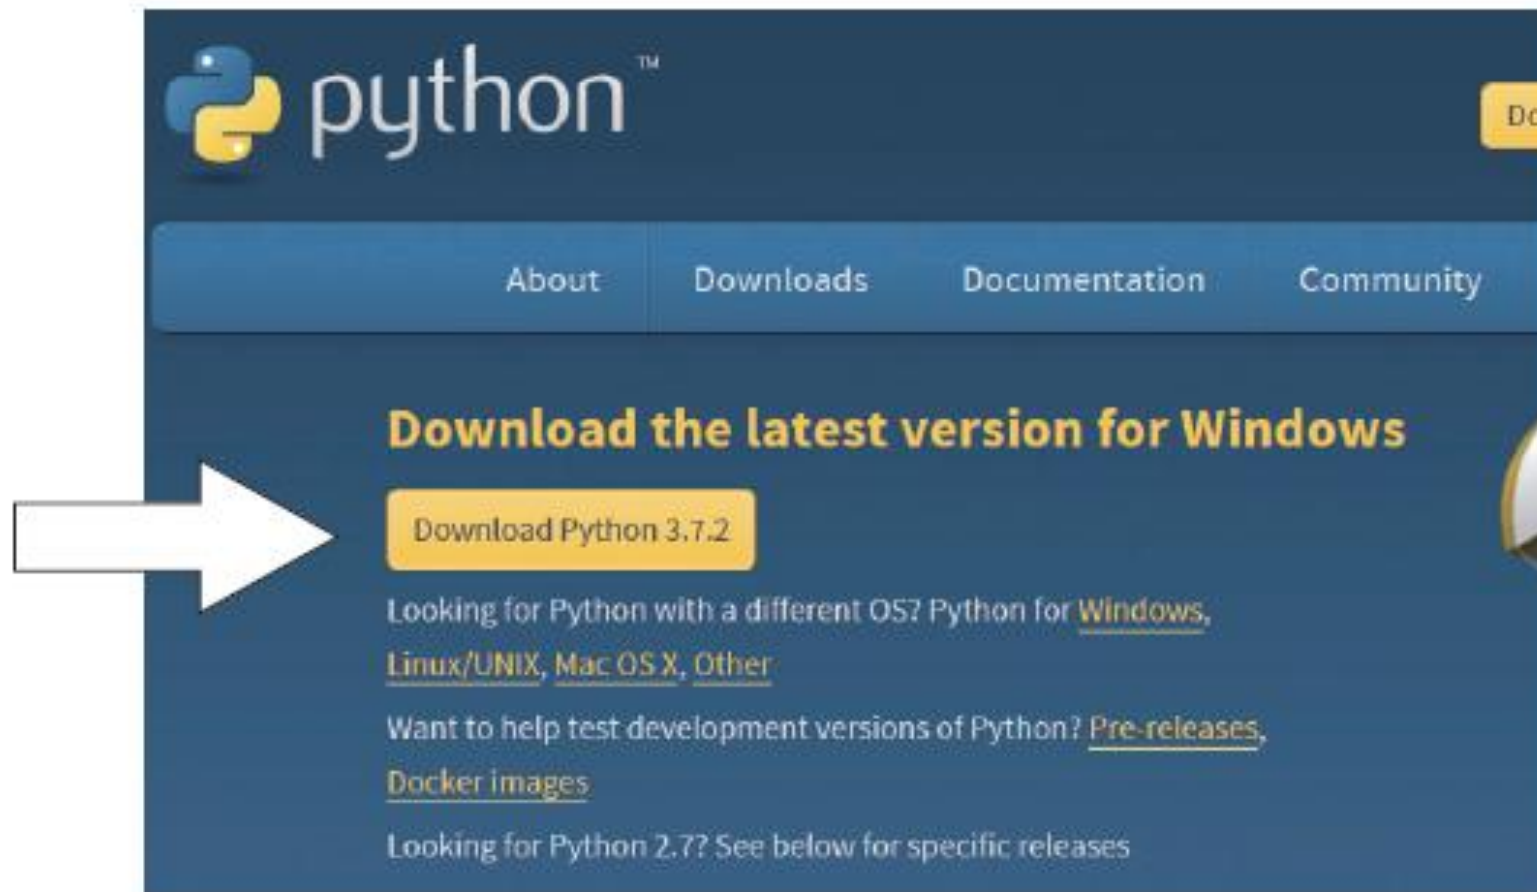 python™
Do
About Downloads Documentation Community
Download the latest version for Windows
Download Python 3.7.2
Looking for Python with a different OS? Python for Windows,
Linux/UNIX, Mac OS X, Other
Want to help test development versions of Python? Pre-releases,
Docker images
Looking for Python 2.7? See below for specific releases